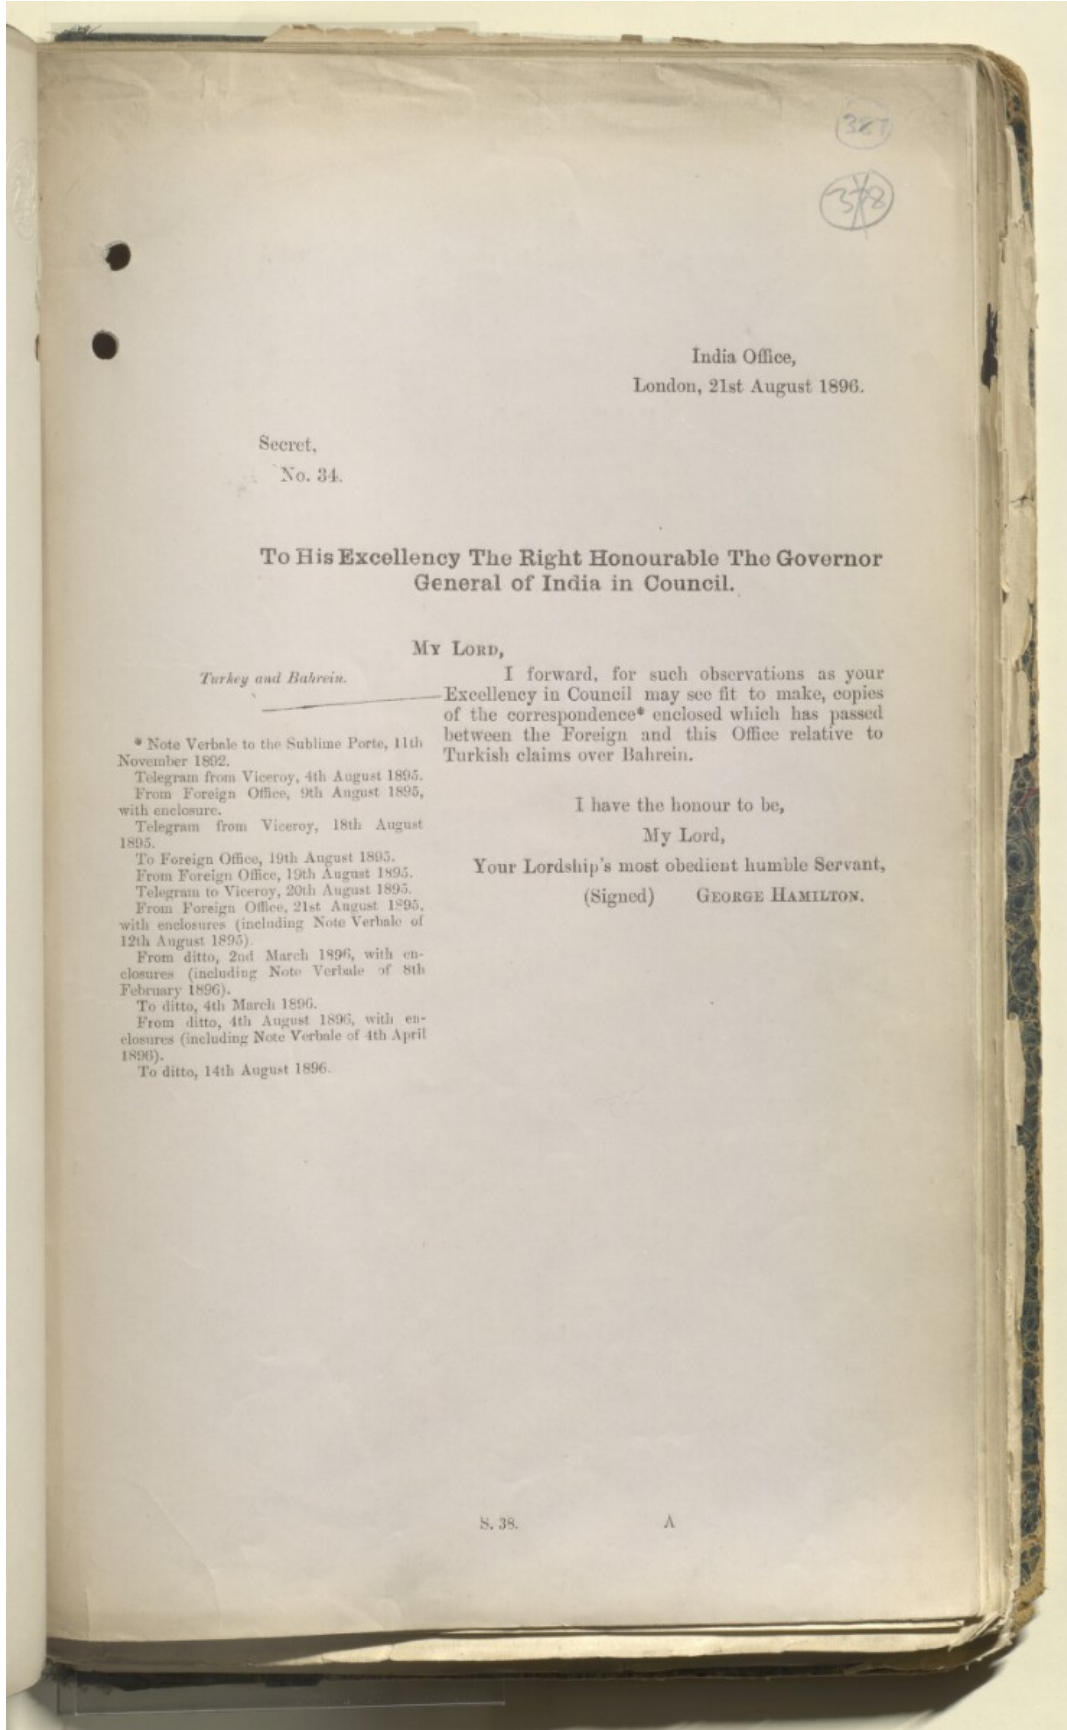 387
378
India Office,
London, 21st August 1896.
Secret,
No. 34.
To His Excellency The Right Honourable The Governor
General of India in Council.
My Lord,
Turkey and Bahrein.
I forward, for such observations as your
Excellency in Council may see fit to make, copies
of the correspondence* enclosed which has passed
between the Foreign and this Office relative to
Turkish claims over Bahrein.
* Note Verbale to the Sublime Porte, 11th
November 1892.
Telegram from Viceroy, 4th August 1895.
From Foreign Office, 9th August 1895,
with enclosure.
Telegram from Viceroy, 18th August
1895.
To Foreign Office, 19th August 1895.
From Foreign Office, 19th August 1895.
Telegram to Viceroy, 20th August 1895.
From Foreign Office, 21st August 1895,
with enclosures (including Note Verbale of
12th August 1895).
From ditto, 2nd March 1896, with en-
closures (including Note Verbale of 8th
February 1896).
To ditto, 4th March 1896.
From ditto, 4th August 1896, with en-
closures (including Note Verbale of 4th April
1896).
To ditto, 14th August 1896.
I have the honour to be,
My Lord,
Your Lordship's most obedient humble Servant,
(Signed) George Hamilton.
S. 38. A